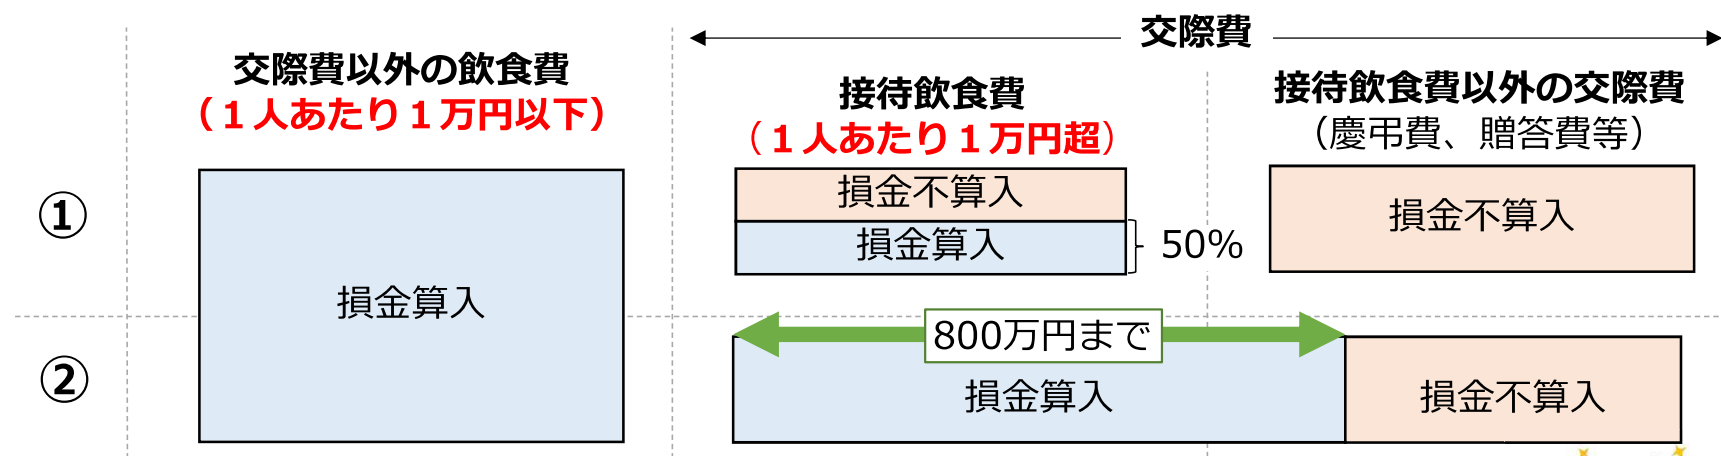 交際費
交際費以外の飲食費
（１人あたり１万円以下）
接待飲食費
（１人あたり１万円超）
接待飲食費以外の交際費
（慶弔費、贈答費等）
①
損金算入
損金不算入
損金算入
50%
損金不算入
②
800万円まで
損金算入
損金不算入